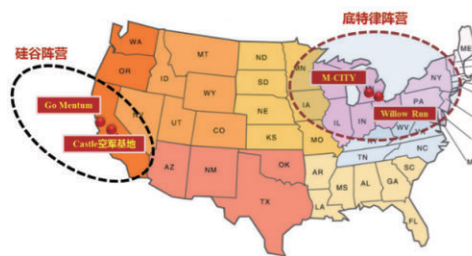 硅谷阵营
底特律阵营
WA
OR
MT
ID
WY
UT
CO
AZ
NM
ND
SD
NE
KS
OK
TX
MN
IA
MO
AR
LA
MS
AL
GA
FL
SC
NC
TN
WV
IL
IN
PA
NY
Go Mentum
Castle空军基地
M-CITY
Willow Run